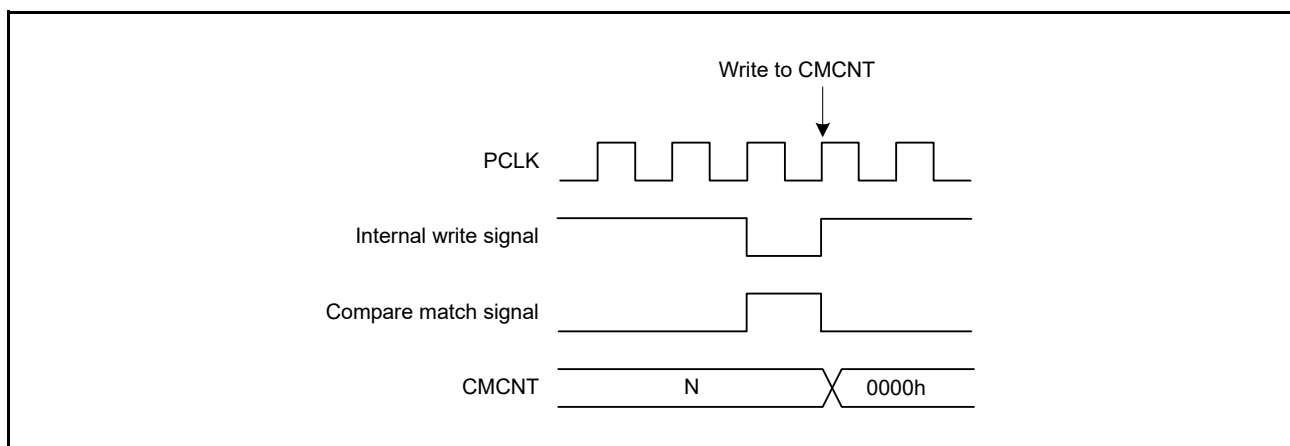 Write to CMCNT
PCLK
Internal write signal
Compare match signal
CMCNT N 0000h